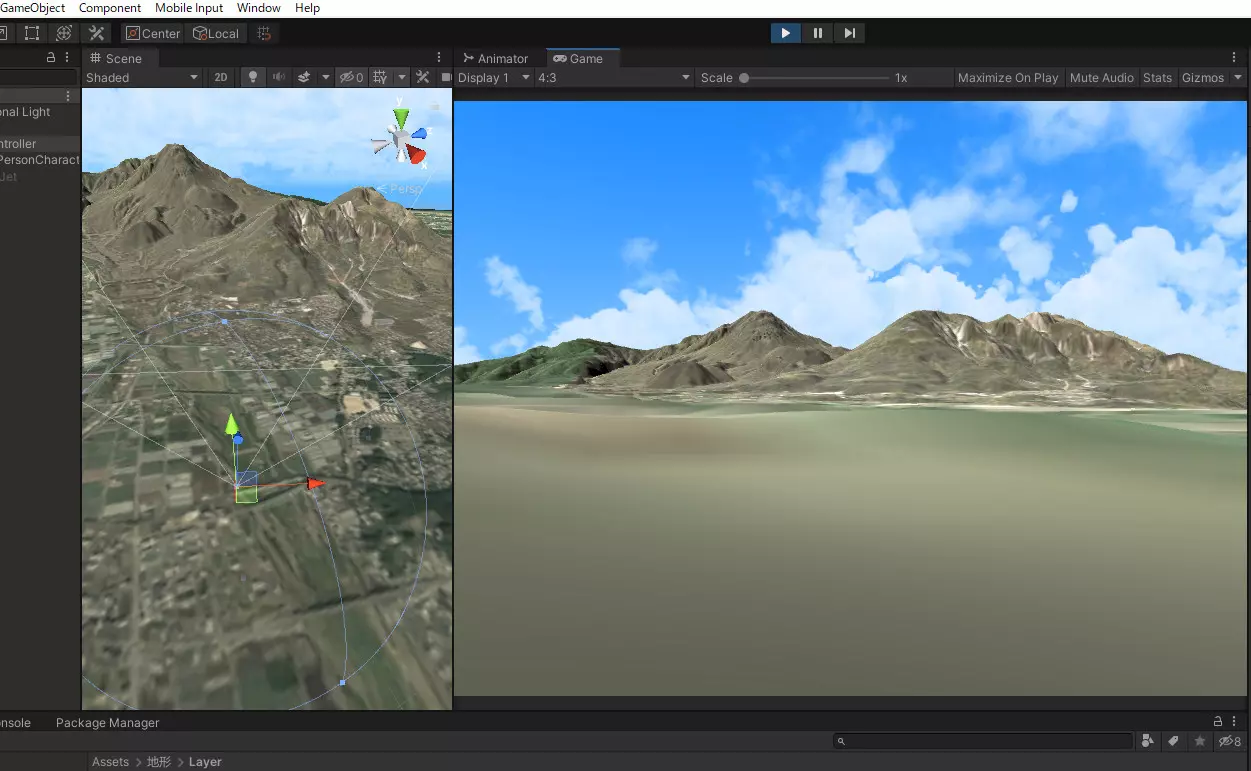 GameObject Component Mobile Input Window Help
Center Local
Scene
Animator Game
Shaded 2D 0
Display 1 4:3 Scale 1x Maximize On Play Mute Audio Stats Gizmos
onal Light
ntroller
PersonCharact
Jet
y
z
x
Persp
onsole Package Manager
8
Assets > 地形 > Layer